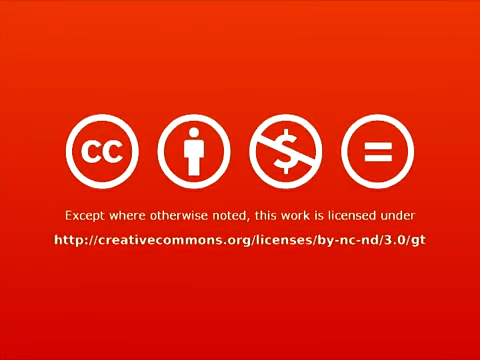 cc
$
=
Except where otherwise noted, this work is licensed under
http://creativecommons.org/licenses/by-nc-nd/3.0/gt